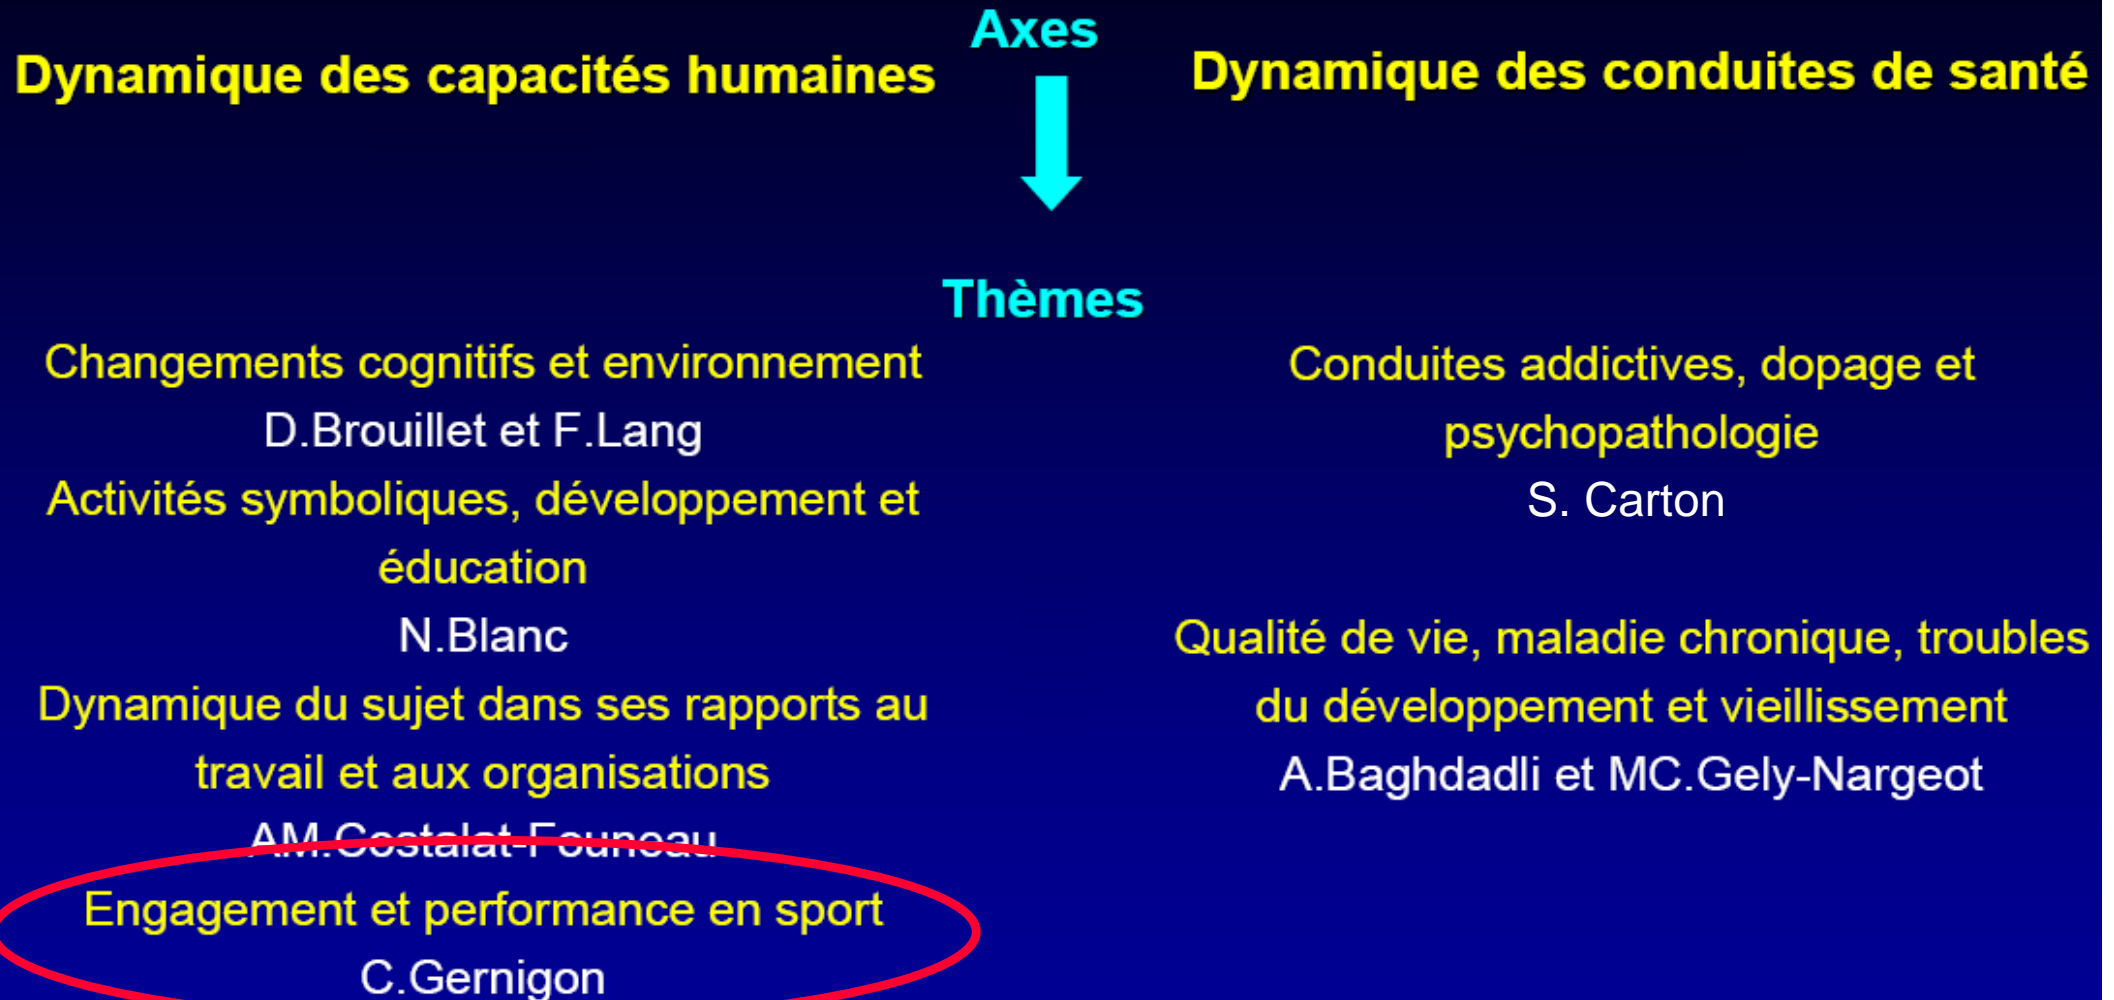 Axes
Dynamique des capacités humaines
Dynamique des conduites de santé
Thèmes
Changements cognitifs et environnement
D.Brouillet et F.Lang
Activités symboliques, développement et
éducation
N.Blanc
Dynamique du sujet dans ses rapports au
travail et aux organisations
AM.Costalat-Founeau
Engagement et performance en sport
C.Gernigon
Conduites addictives, dopage et
psychopathologie
S. Carton
Qualité de vie, maladie chronique, troubles
du développement et vieillissement
A.Baghdadli et MC.Gely-Nargeot